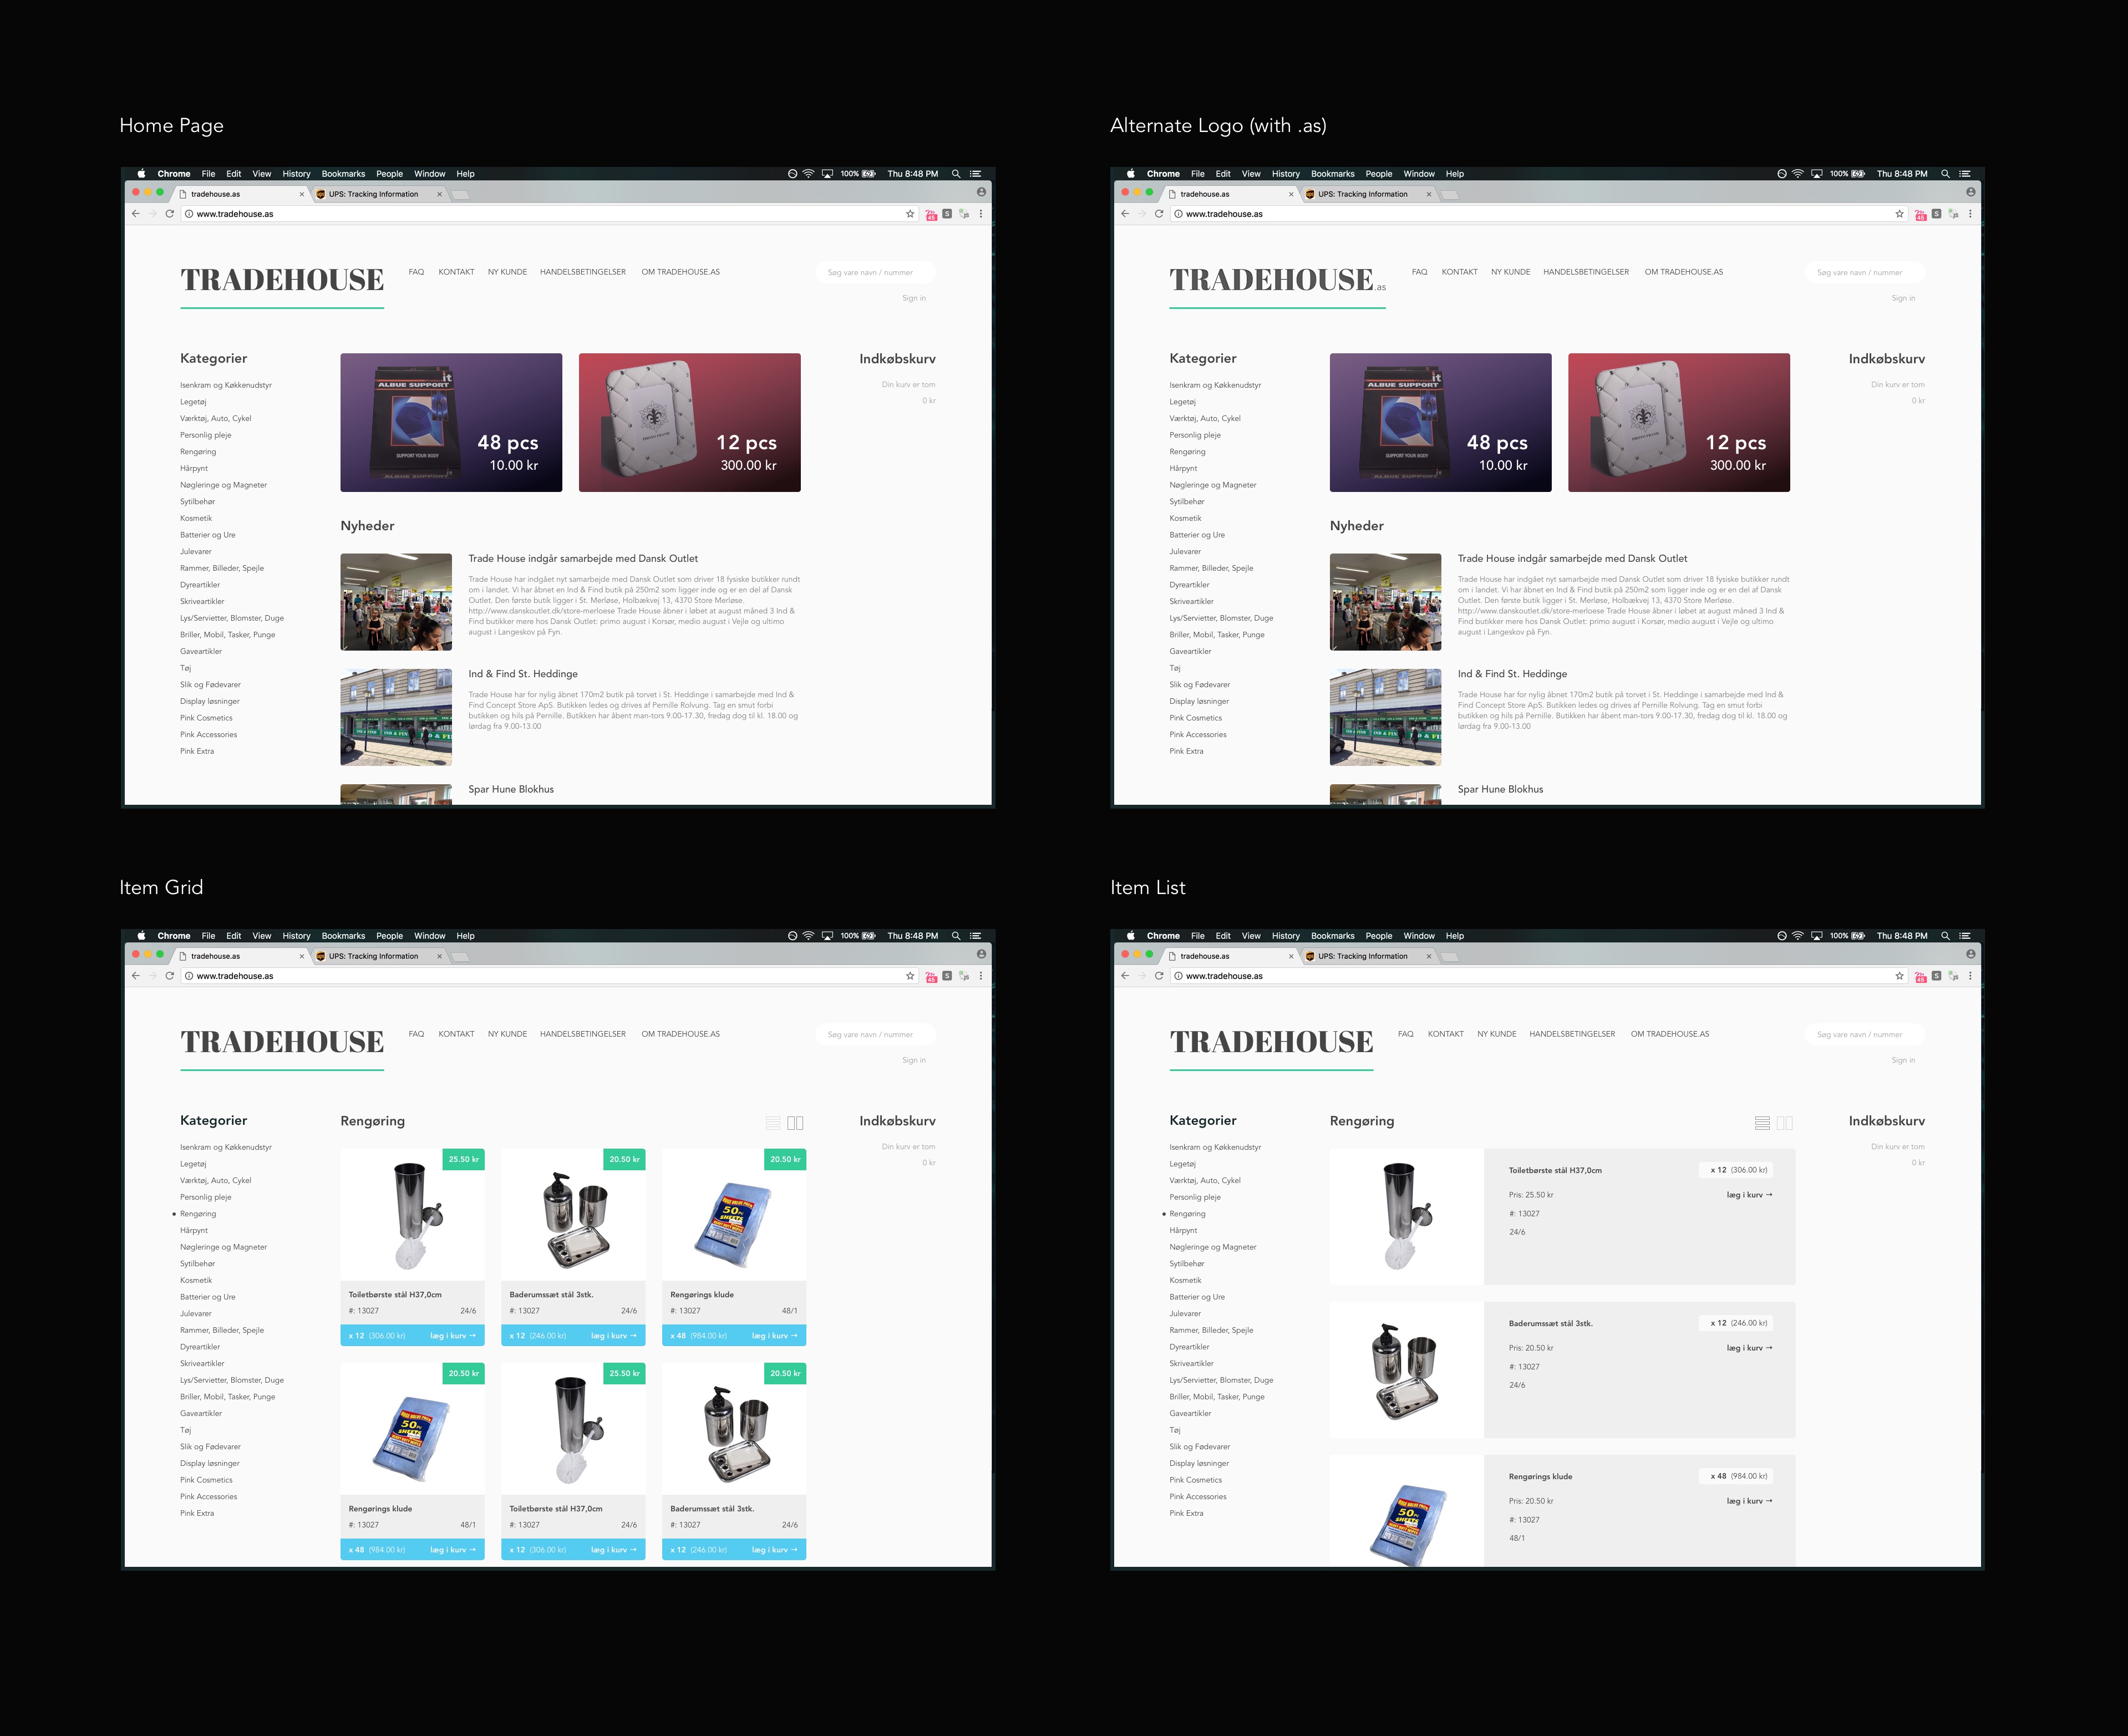 Home Page
Chrome File Edit View History Bookmarks People Window Help
100%
Thu 8:48 PM
tradehouse.as
UPS: Tracking Information
www.tradehouse.as
TRADEHOUSE
FAQ KONTAKT NY KUNDE HANDELSBETINGELSER OM TRADEHOUSE.AS
Søg vare navn / nummer
Sign in
Kategorier
Isenkram og Køkkenudstyr
Legetøj
Værktøj, Auto, Cykel
Personlig pleje
Rengøring
Hårpynt
Nøgleringe og Magneter
Sytilbehør
Kosmetik
Batterier og Ure
Julevarer
Rammer, Billeder, Spejle
Dyreartikler
Skriveartikler
Lys/Servietter, Blomster, Duge
Briller, Mobil, Tasker, Punge
Gaveartikler
Tøj
Slik og Fødevarer
Display løsninger
Pink Cosmetics
Pink Accessories
Pink Extra
it
ALBUE SUPPORT
SUPPORT YOUR BODY
48 pcs
10.00 kr
PHOTO FRAME
12 pcs
300.00 kr
Nyheder
Trade House indgår samarbejde med Dansk Outlet
Trade House har indgået nyt samarbejde med Dansk Outlet som driver 18 fysiske butikker rundt
om i landet. Vi har åbnet en Ind & Find butik på 250m2 som ligger inde og er en del af Dansk
Outlet. Den første butik ligger i St. Merløse, Holbækvej 13, 4370 Store Merløse.
http://www.danskoutlet.dk/store-merloese Trade House åbner i løbet at august måned 3 Ind &
Find butikker mere hos Dansk Outlet: primo august i Korsør, medio august i Vejle og ultimo
august i Langeskov på Fyn.
Ind & Find St. Heddinge
Trade House har for nylig åbnet 170m2 butik på torvet i St. Heddinge i samarbejde med Ind &
Find Concept Store ApS. Butikken ledes og drives af Pernille Rolvung. Tag en smut forbi
butikken og hils på Pernille. Butikken har åbent man-tors 9.00-17.30, fredag dog til kl. 18.00 og
lørdag fra 9.00-13.00
Spar Hune Blokhus
Indkøbskurv
Din kurv er tom
0 kr
Alternate Logo (with .as)
Chrome File Edit View History Bookmarks People Window Help
100%
Thu 8:48 PM
tradehouse.as
UPS: Tracking Information
www.tradehouse.as
TRADEHOUSE.as
FAQ KONTAKT NY KUNDE HANDELSBETINGELSER OM TRADEHOUSE.AS
Søg vare navn / nummer
Sign in
Kategorier
Isenkram og Køkkenudstyr
Legetøj
Værktøj, Auto, Cykel
Personlig pleje
Rengøring
Hårpynt
Nøgleringe og Magneter
Sytilbehør
Kosmetik
Batterier og Ure
Julevarer
Rammer, Billeder, Spejle
Dyreartikler
Skriveartikler
Lys/Servietter, Blomster, Duge
Briller, Mobil, Tasker, Punge
Gaveartikler
Tøj
Slik og Fødevarer
Display løsninger
Pink Cosmetics
Pink Accessories
Pink Extra
it
ALBUE SUPPORT
SUPPORT YOUR BODY
48 pcs
10.00 kr
PHOTO FRAME
12 pcs
300.00 kr
Nyheder
Trade House indgår samarbejde med Dansk Outlet
Trade House har indgået nyt samarbejde med Dansk Outlet som driver 18 fysiske butikker rundt
om i landet. Vi har åbnet en Ind & Find butik på 250m2 som ligger inde og er en del af Dansk
Outlet. Den første butik ligger i St. Merløse, Holbækvej 13, 4370 Store Merløse.
http://www.danskoutlet.dk/store-merloese Trade House åbner i løbet at august måned 3 Ind &
Find butikker mere hos Dansk Outlet: primo august i Korsør, medio august i Vejle og ultimo
august i Langeskov på Fyn.
Ind & Find St. Heddinge
Trade House har for nylig åbnet 170m2 butik på torvet i St. Heddinge i samarbejde med Ind &
Find Concept Store ApS. Butikken ledes og drives af Pernille Rolvung. Tag en smut forbi
butikken og hils på Pernille. Butikken har åbent man-tors 9.00-17.30, fredag dog til kl. 18.00 og
lørdag fra 9.00-13.00
Spar Hune Blokhus
Indkøbskurv
Din kurv er tom
0 kr
Item Grid
Chrome File Edit View History Bookmarks People Window Help
100%
Thu 8:48 PM
tradehouse.as
UPS: Tracking Information
www.tradehouse.as
TRADEHOUSE
FAQ KONTAKT NY KUNDE HANDELSBETINGELSER OM TRADEHOUSE.AS
Søg vare navn / nummer
Sign in
Kategorier
Isenkram og Køkkenudstyr
Legetøj
Værktøj, Auto, Cykel
Personlig pleje
Rengøring
Hårpynt
Nøgleringe og Magneter
Sytilbehør
Kosmetik
Batterier og Ure
Julevarer
Rammer, Billeder, Spejle
Dyreartikler
Skriveartikler
Lys/Servietter, Blomster, Duge
Briller, Mobil, Tasker, Punge
Gaveartikler
Tøj
Slik og Fødevarer
Display løsninger
Pink Cosmetics
Pink Accessories
Pink Extra
Rengøring
25.50 kr
Toiletbørste stål H37,0cm
#: 13027 24/6
x 12 (306.00 kr) læg i kurv →
20.50 kr
Baderumssæt stål 3stk.
#: 13027 24/6
x 12 (246.00 kr) læg i kurv →
20.50 kr
50 Pc
SHEETS
Rengørings klude
#: 13027 48/1
x 48 (984.00 kr) læg i kurv →
20.50 kr
50 Pc
SHEETS
Rengørings klude
#: 13027 48/1
x 48 (984.00 kr) læg i kurv →
25.50 kr
Toiletbørste stål H37,0cm
#: 13027 24/6
x 12 (306.00 kr) læg i kurv →
20.50 kr
Baderumssæt stål 3stk.
#: 13027 24/6
x 12 (246.00 kr) læg i kurv →
Indkøbskurv
Din kurv er tom
0 kr
Item List
Chrome File Edit View History Bookmarks People Window Help
100%
Thu 8:48 PM
tradehouse.as
UPS: Tracking Information
www.tradehouse.as
TRADEHOUSE
FAQ KONTAKT NY KUNDE HANDELSBETINGELSER OM TRADEHOUSE.AS
Søg vare navn / nummer
Sign in
Kategorier
Isenkram og Køkkenudstyr
Legetøj
Værktøj, Auto, Cykel
Personlig pleje
Rengøring
Hårpynt
Nøgleringe og Magneter
Sytilbehør
Kosmetik
Batterier og Ure
Julevarer
Rammer, Billeder, Spejle
Dyreartikler
Skriveartikler
Lys/Servietter, Blomster, Duge
Briller, Mobil, Tasker, Punge
Gaveartikler
Tøj
Slik og Fødevarer
Display løsninger
Pink Cosmetics
Pink Accessories
Pink Extra
Rengøring
Toiletbørste stål H37,0cm
x 12 (306.00 kr)
Pris: 25.50 kr
læg i kurv →
#: 13027
24/6
Baderumssæt stål 3stk.
x 12 (246.00 kr)
Pris: 20.50 kr
læg i kurv →
#: 13027
24/6
50 Pc
SHEETS
Rengørings klude
x 48 (984.00 kr)
Pris: 20.50 kr
læg i kurv →
#: 13027
48/1
Indkøbskurv
Din kurv er tom
0 kr